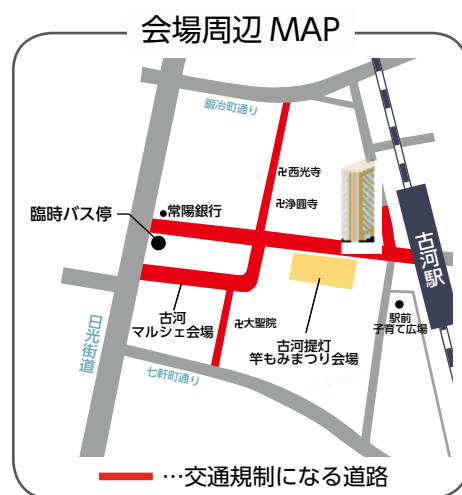 会場周辺 MAP
鍛冶町通り
卍西光寺
常陽銀行
卍浄圓寺
臨時バス停
古河駅
古河
マルシェ会場
卍大聖院
駅前
子育て広場
古河提灯
竿もみまつり会場
日光街道
七軒町通り
…交通規制になる道路